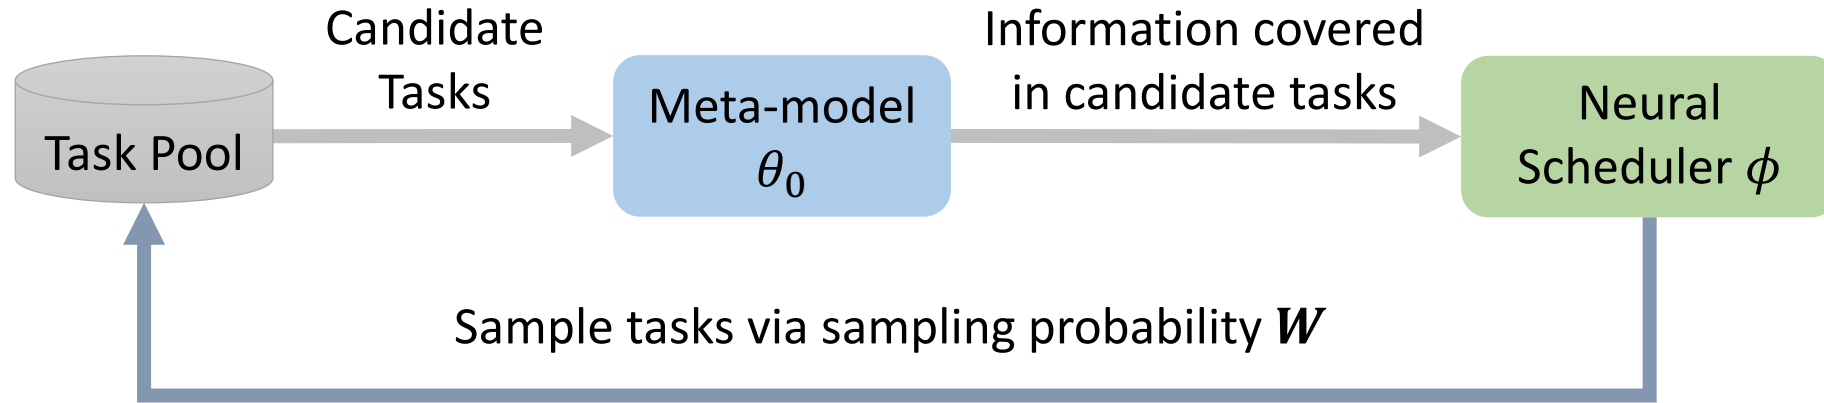 Task Pool
Candidate
Tasks
Meta-model
θ₀
Information covered
in candidate tasks
Neural
Scheduler ϕ
Sample tasks via sampling probability W